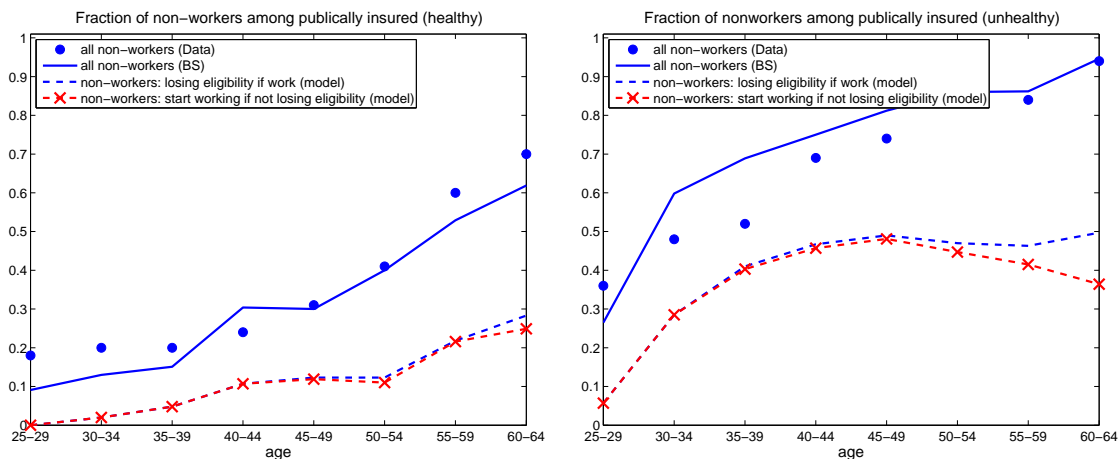 Fraction of non−workers among publically insured (healthy)
1
0.9
0.8
0.7
0.6
0.5
0.4
0.3
0.2
0.1
0
all non−workers (Data)
all non−workers (BS)
non−workers: losing eligibility if work (model)
non−workers: start working if not losing eligibility (model)
25−29 30−34 35−39 40−44 45−49 50−54 55−59 60−64
age
Fraction of nonworkers among publically insured (unhealthy)
1
0.9
0.8
0.7
0.6
0.5
0.4
0.3
0.2
0.1
0
all non−workers (Data)
all non−workers (BS)
non−workers: losing eligibility if work (model)
non−workers: start working if not losing eligibility (model)
25−29 30−34 35−39 40−44 45−49 50−54 55−59 60−64
age